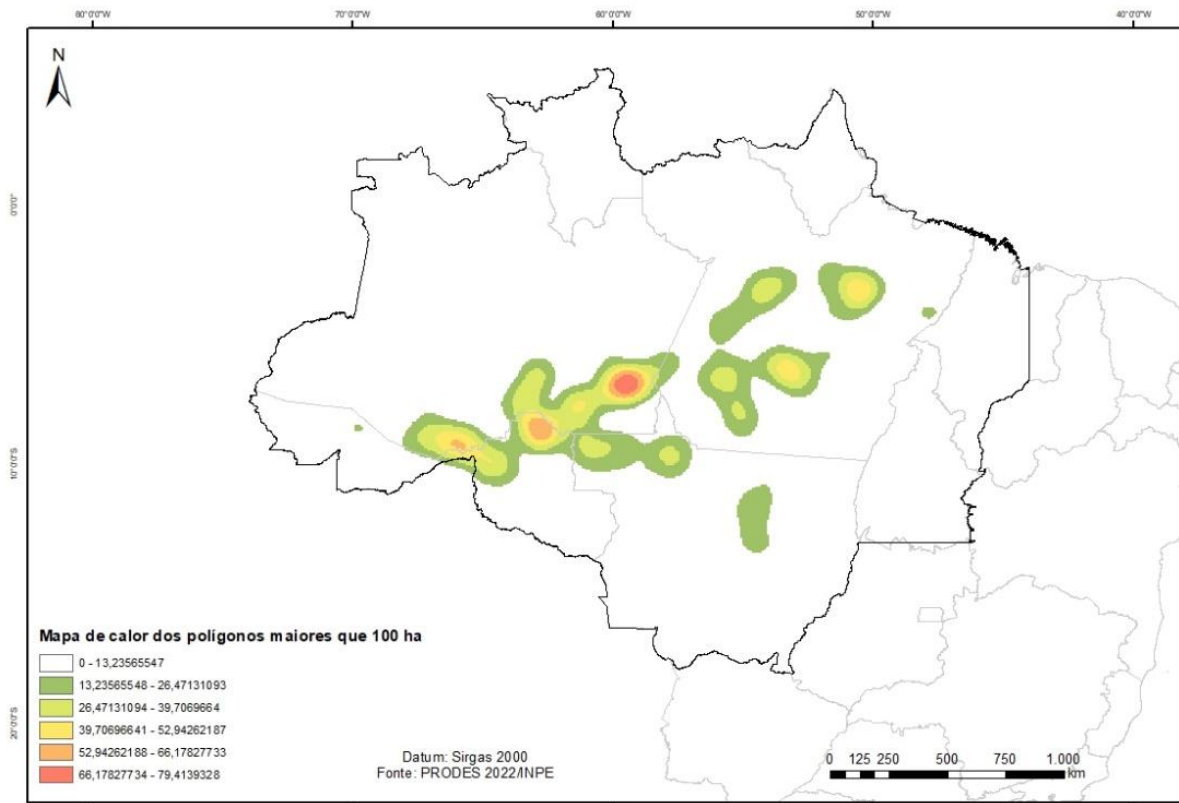 80°0'0"W 70°0'0"W 60°0'0"W 50°0'0"W 40°0'0"W
N
0°0'0"
10°0'0"S
20°0'0"S
Mapa de calor dos polígonos maiores que 100 ha
0 - 13,23565547
13,23565548 - 26,47131093
26,47131094 - 39,7069664
39,70696641 - 52,94262187
52,94262188 - 66,17827733
66,17827734 - 79,4139328
Datum: Sirgas 2000
Fonte: PRODES 2022/INPE
0 125 250 500 750 1.000
km